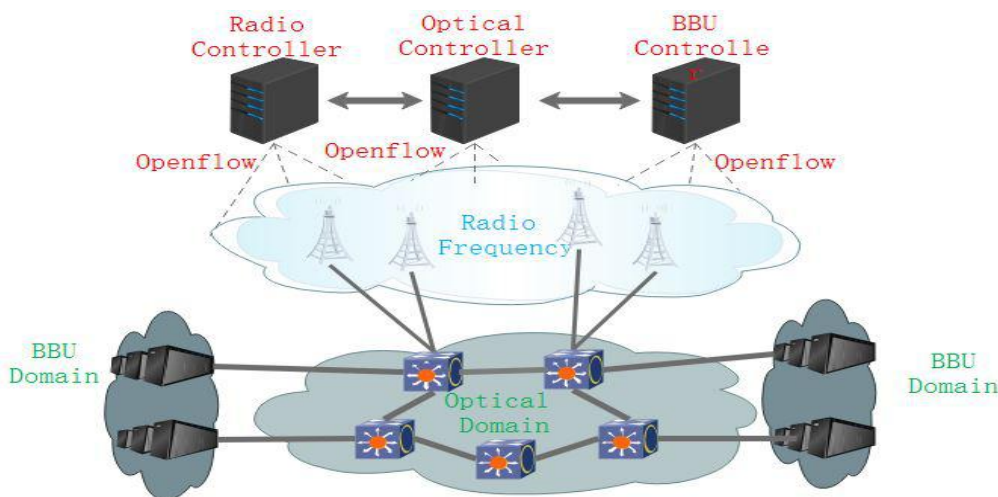 Radio
Controller
Optical
Controller
BBU
Controlle
r
Openflow
Openflow
Openflow
Radio
Frequency
BBU
Domain
Optical
Domain
BBU
Domain